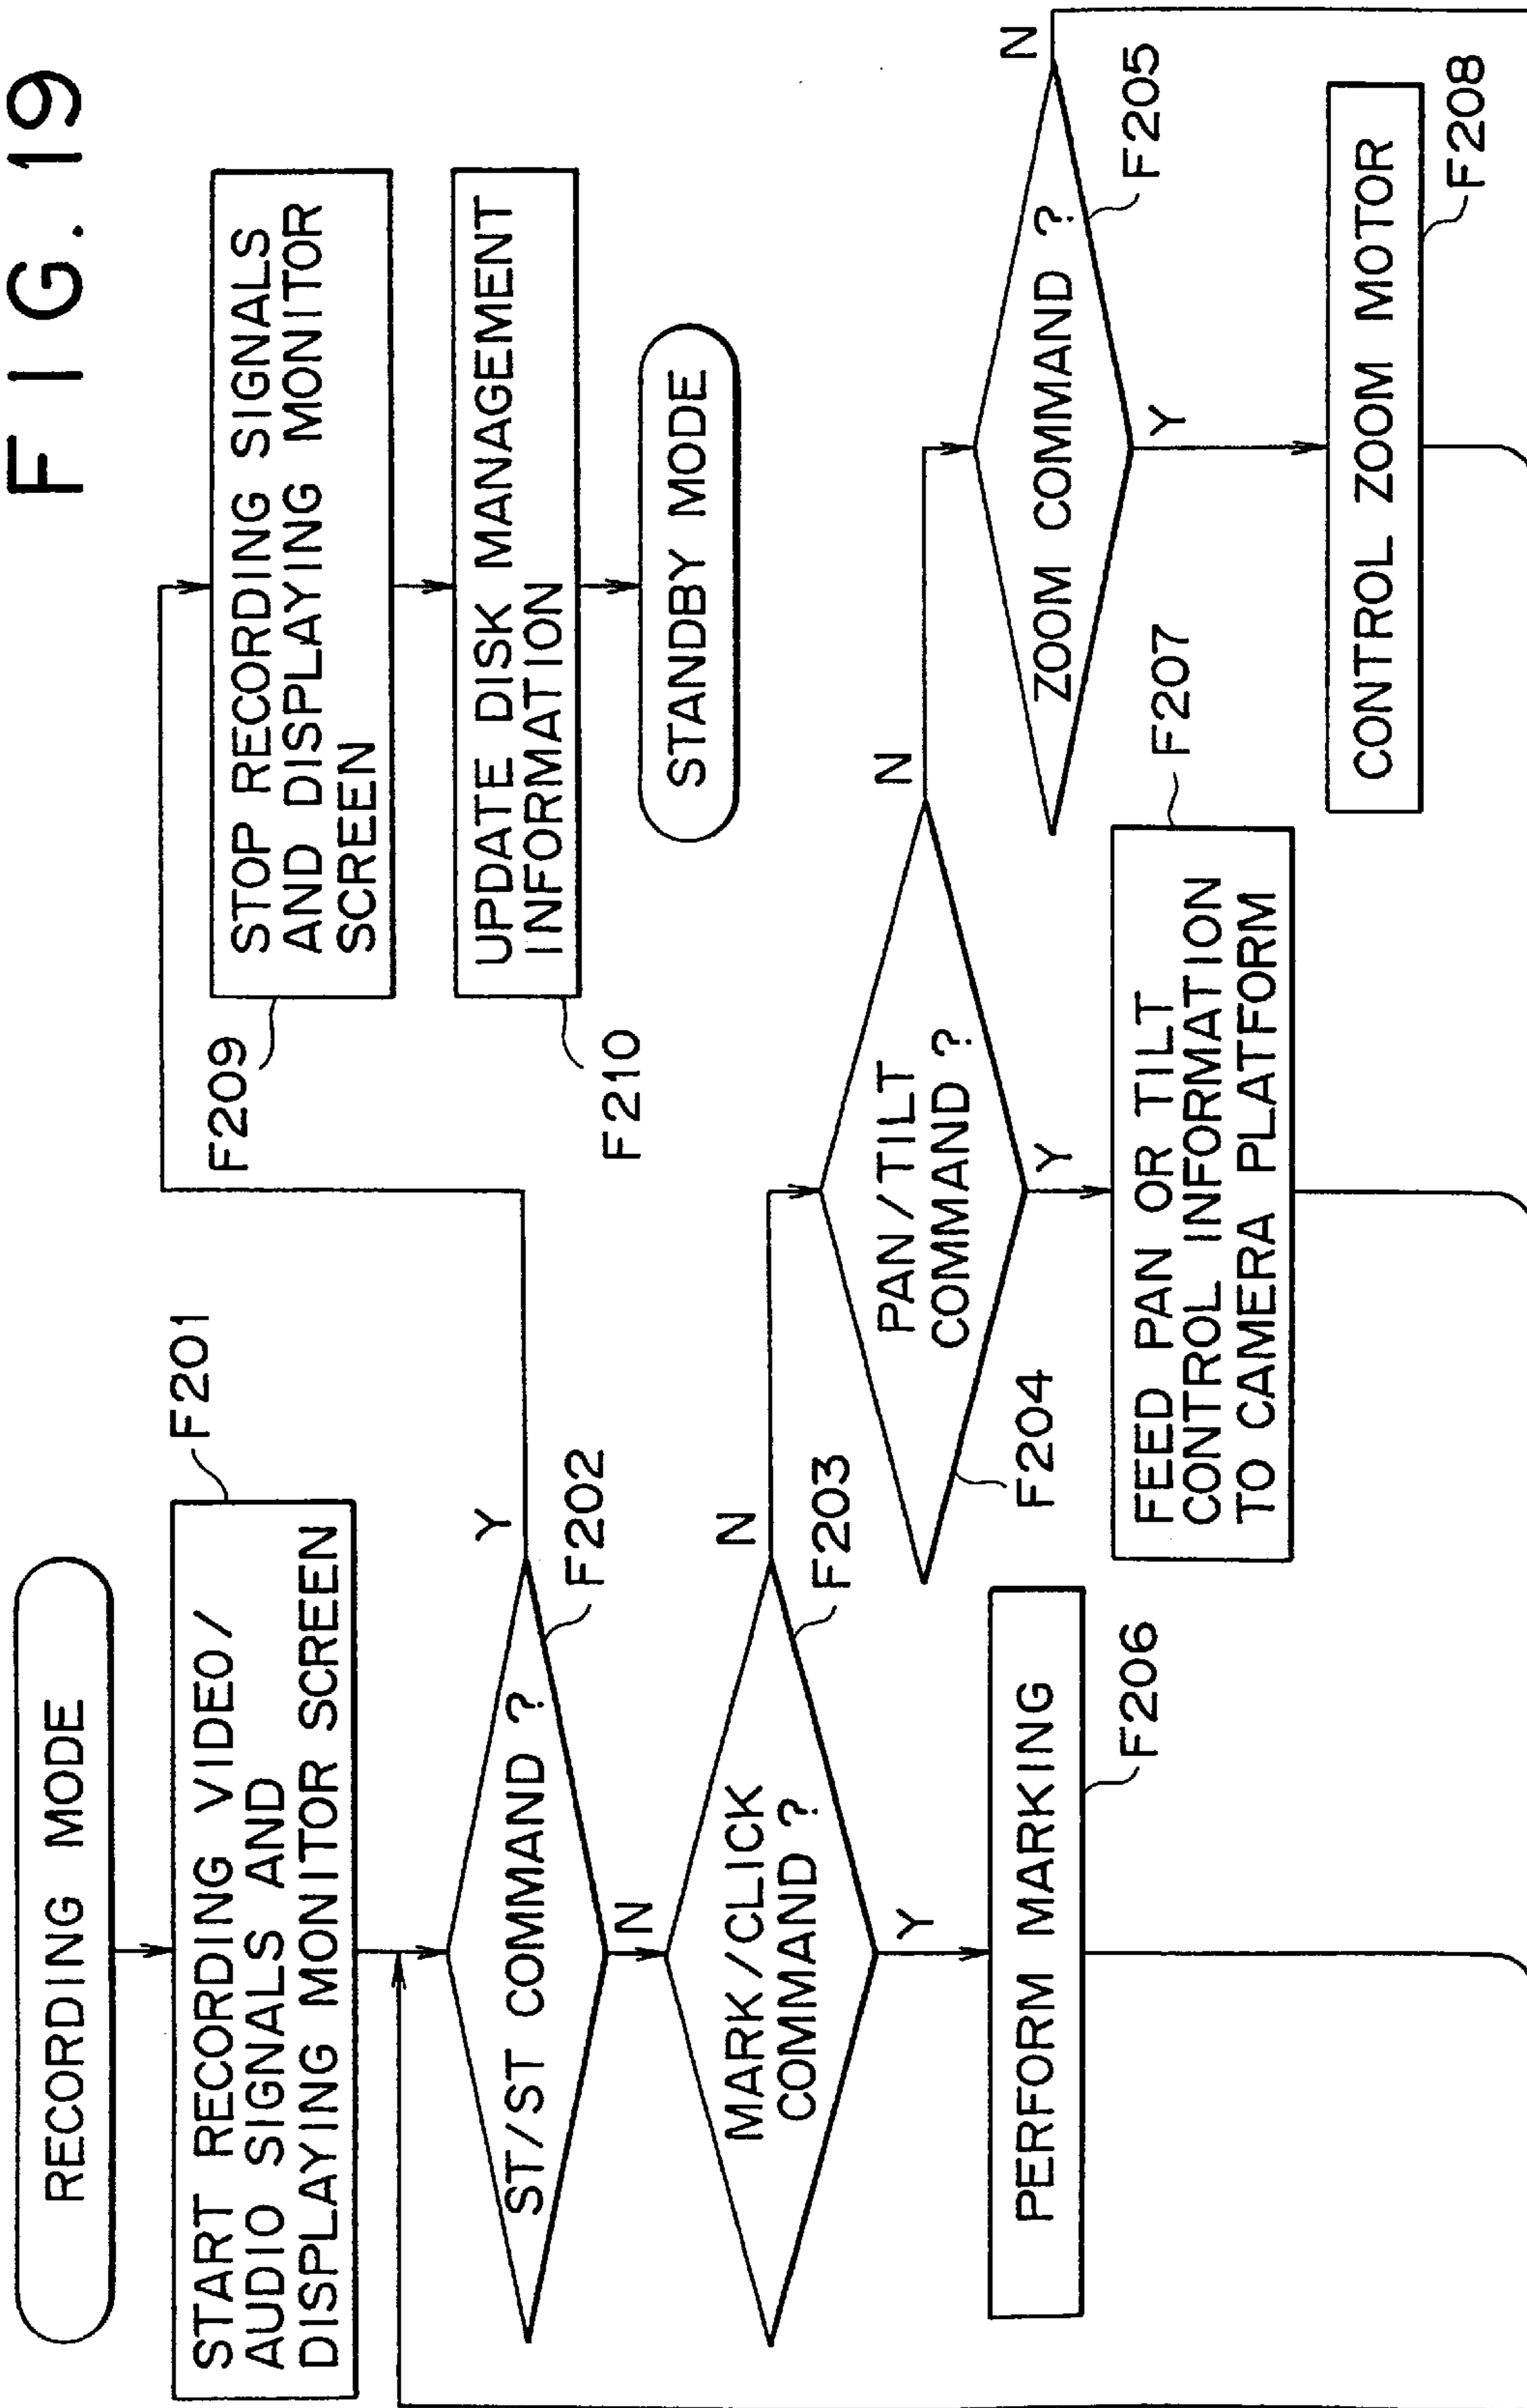 FIG.19
RECORDING MODE
START RECORDING VIDEO/
AUDIO SIGNALS AND
DISPLAYING MONITOR SCREEN
F201
ST/ST COMMAND ?
Y
F202
N
MARK/CLICK
COMMAND ?
N
F203
Y
PERFORM MARKING
F206
STOP RECORDING SIGNALS
AND DISPLAYING MONITOR
SCREEN
F209
UPDATE DISK MANAGEMENT
INFORMATION
F210
STANDBY MODE
PAN/TILT
COMMAND ?
N
F204
Y
FEED PAN OR TILT
CONTROL INFORMATION
TO CAMERA PLATFORM
F207
ZOOM COMMAND ?
N
F205
Y
CONTROL ZOOM MOTOR
F208